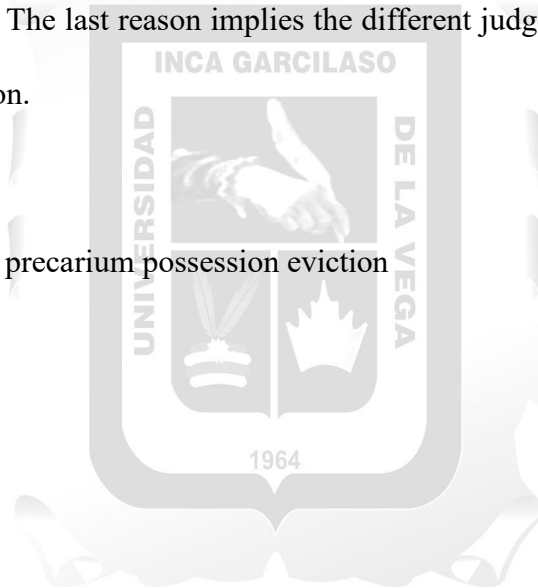 The last reason implies the different judg
INCA GARCILASO
on.
UNIVERSIDAD
DE LA VEGA
precarium possession eviction
1964